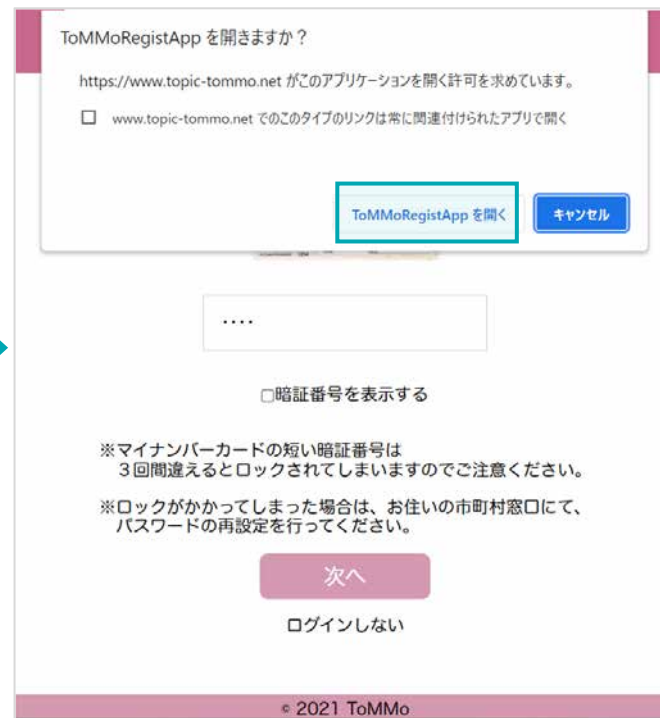 ToMMoRegistApp を開きますか？
https://www.topic-tommo.net がこのアプリケーションを開く許可を求めています。
www.topic-tommo.net でのこのタイプのリンクは常に関連付けられたアプリで開く
ToMMoRegistApp を開く
キャンセル
････
暗証番号を表示する
※マイナンバーカードの短い暗証番号は
３回間違えるとロックされてしまいますのでご注意ください。
※ロックがかかってしまった場合は、お住いの市町村窓口にて、
パスワードの再設定を行ってください。
次へ
ログインしない
© 2021 ToMMo